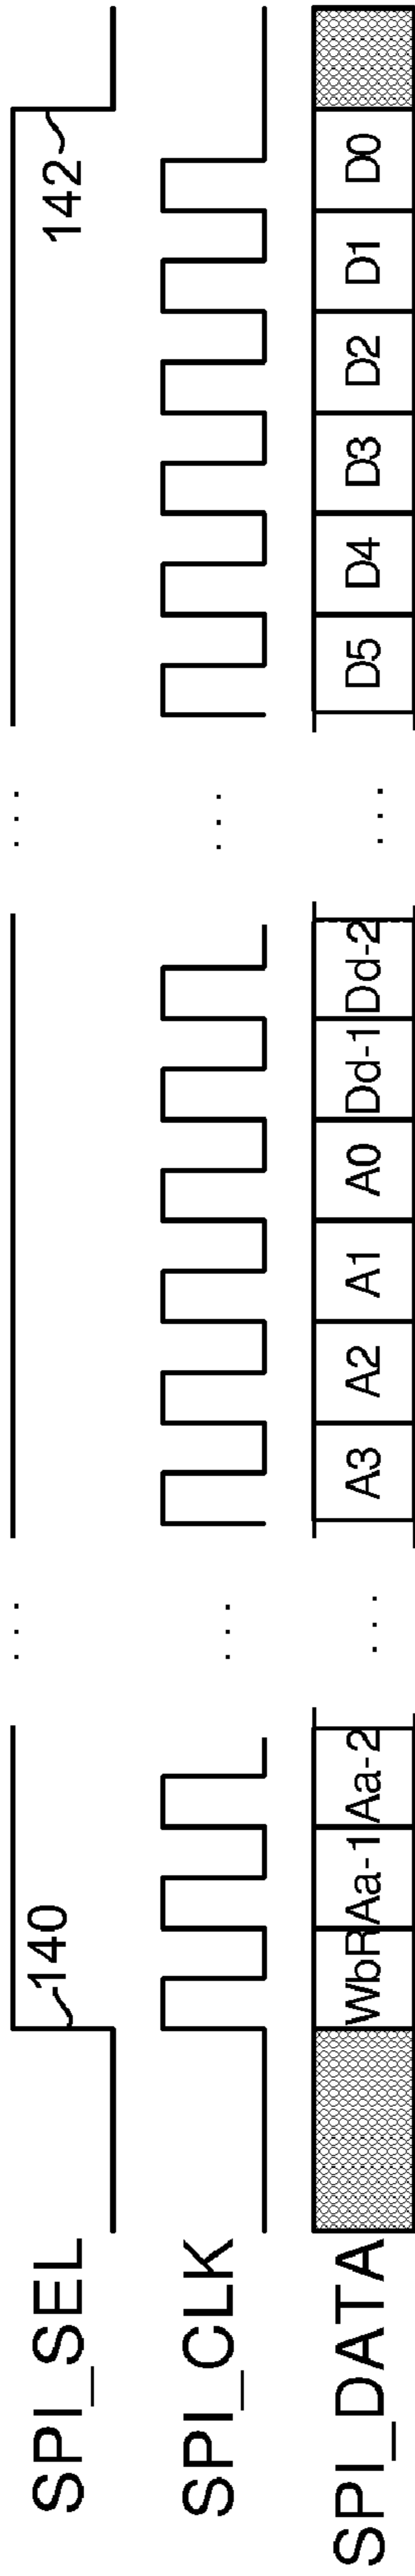 SPI_SEL 140 ... ... 142
SPI_CLK ... ...
SPI_DATA WbR Aa-1 Aa-2 ... A3 A2 A1 A0 Dd-1 Dd-2 ... D5 D4 D3 D2 D1 D0